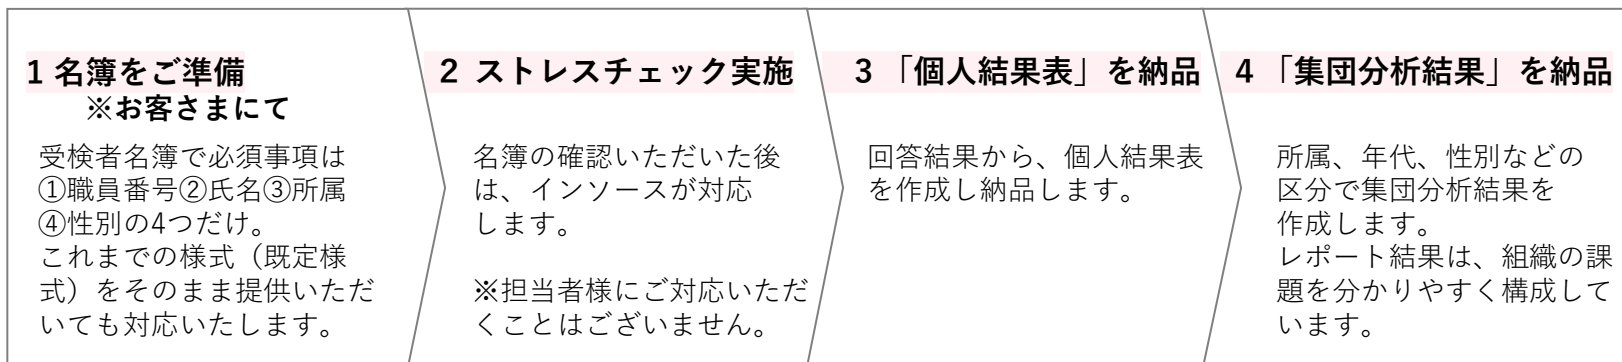 1 名簿をご準備
※お客さまにて
受検者名簿で必須事項は
①職員番号②氏名③所属
④性別の4つだけ。
これまでの様式（既定様
式）をそのまま提供いただ
いても対応いたします。
2 ストレスチェック実施
名簿の確認いただいた後
は、インソースが対応
します。
※担当者様にご対応いただ
くことはございません。
3 「個人結果表」を納品
回答結果から、個人結果表
を作成し納品します。
4 「集団分析結果」を納品
所属、年代、性別などの
区分で集団分析結果を
作成します。
レポート結果は、組織の課
題を分かりやすく構成して
います。